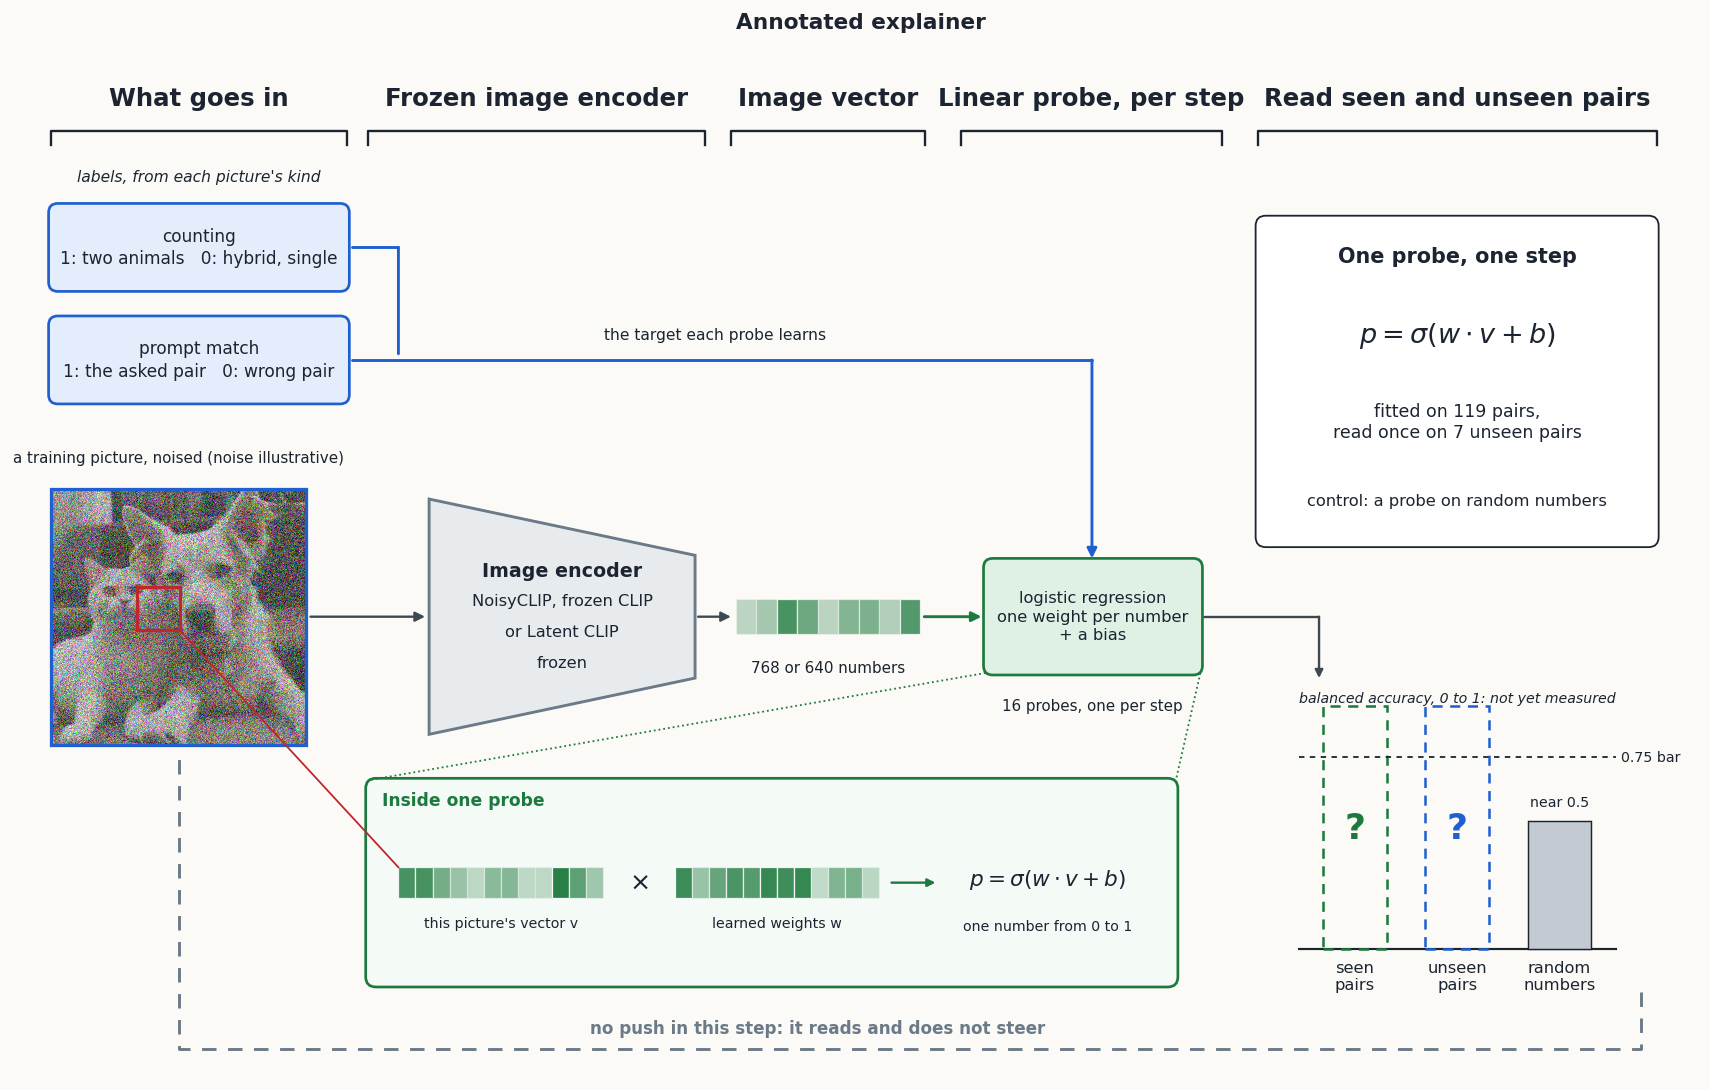 Annotated explainer
What goes in
Frozen image encoder
Image vector
Linear probe, per step
Read seen and unseen pairs
labels, from each picture's kind
counting
1: two animals   0: hybrid, single
prompt match
1: the asked pair   0: wrong pair
the target each probe learns
One probe, one step
p = σ(w · v + b)
fitted on 119 pairs,
read once on 7 unseen pairs
control: a probe on random numbers
a training picture, noised (noise illustrative)
Image encoder
NoisyCLIP, frozen CLIP
or Latent CLIP
frozen
768 or 640 numbers
logistic regression
one weight per number
+ a bias
16 probes, one per step
balanced accuracy, 0 to 1: not yet measured
0.75 bar
near 0.5
?
?
seen
pairs
unseen
pairs
random
numbers
Inside one probe
×
p = σ(w · v + b)
this picture's vector v
learned weights w
one number from 0 to 1
no push in this step: it reads and does not steer